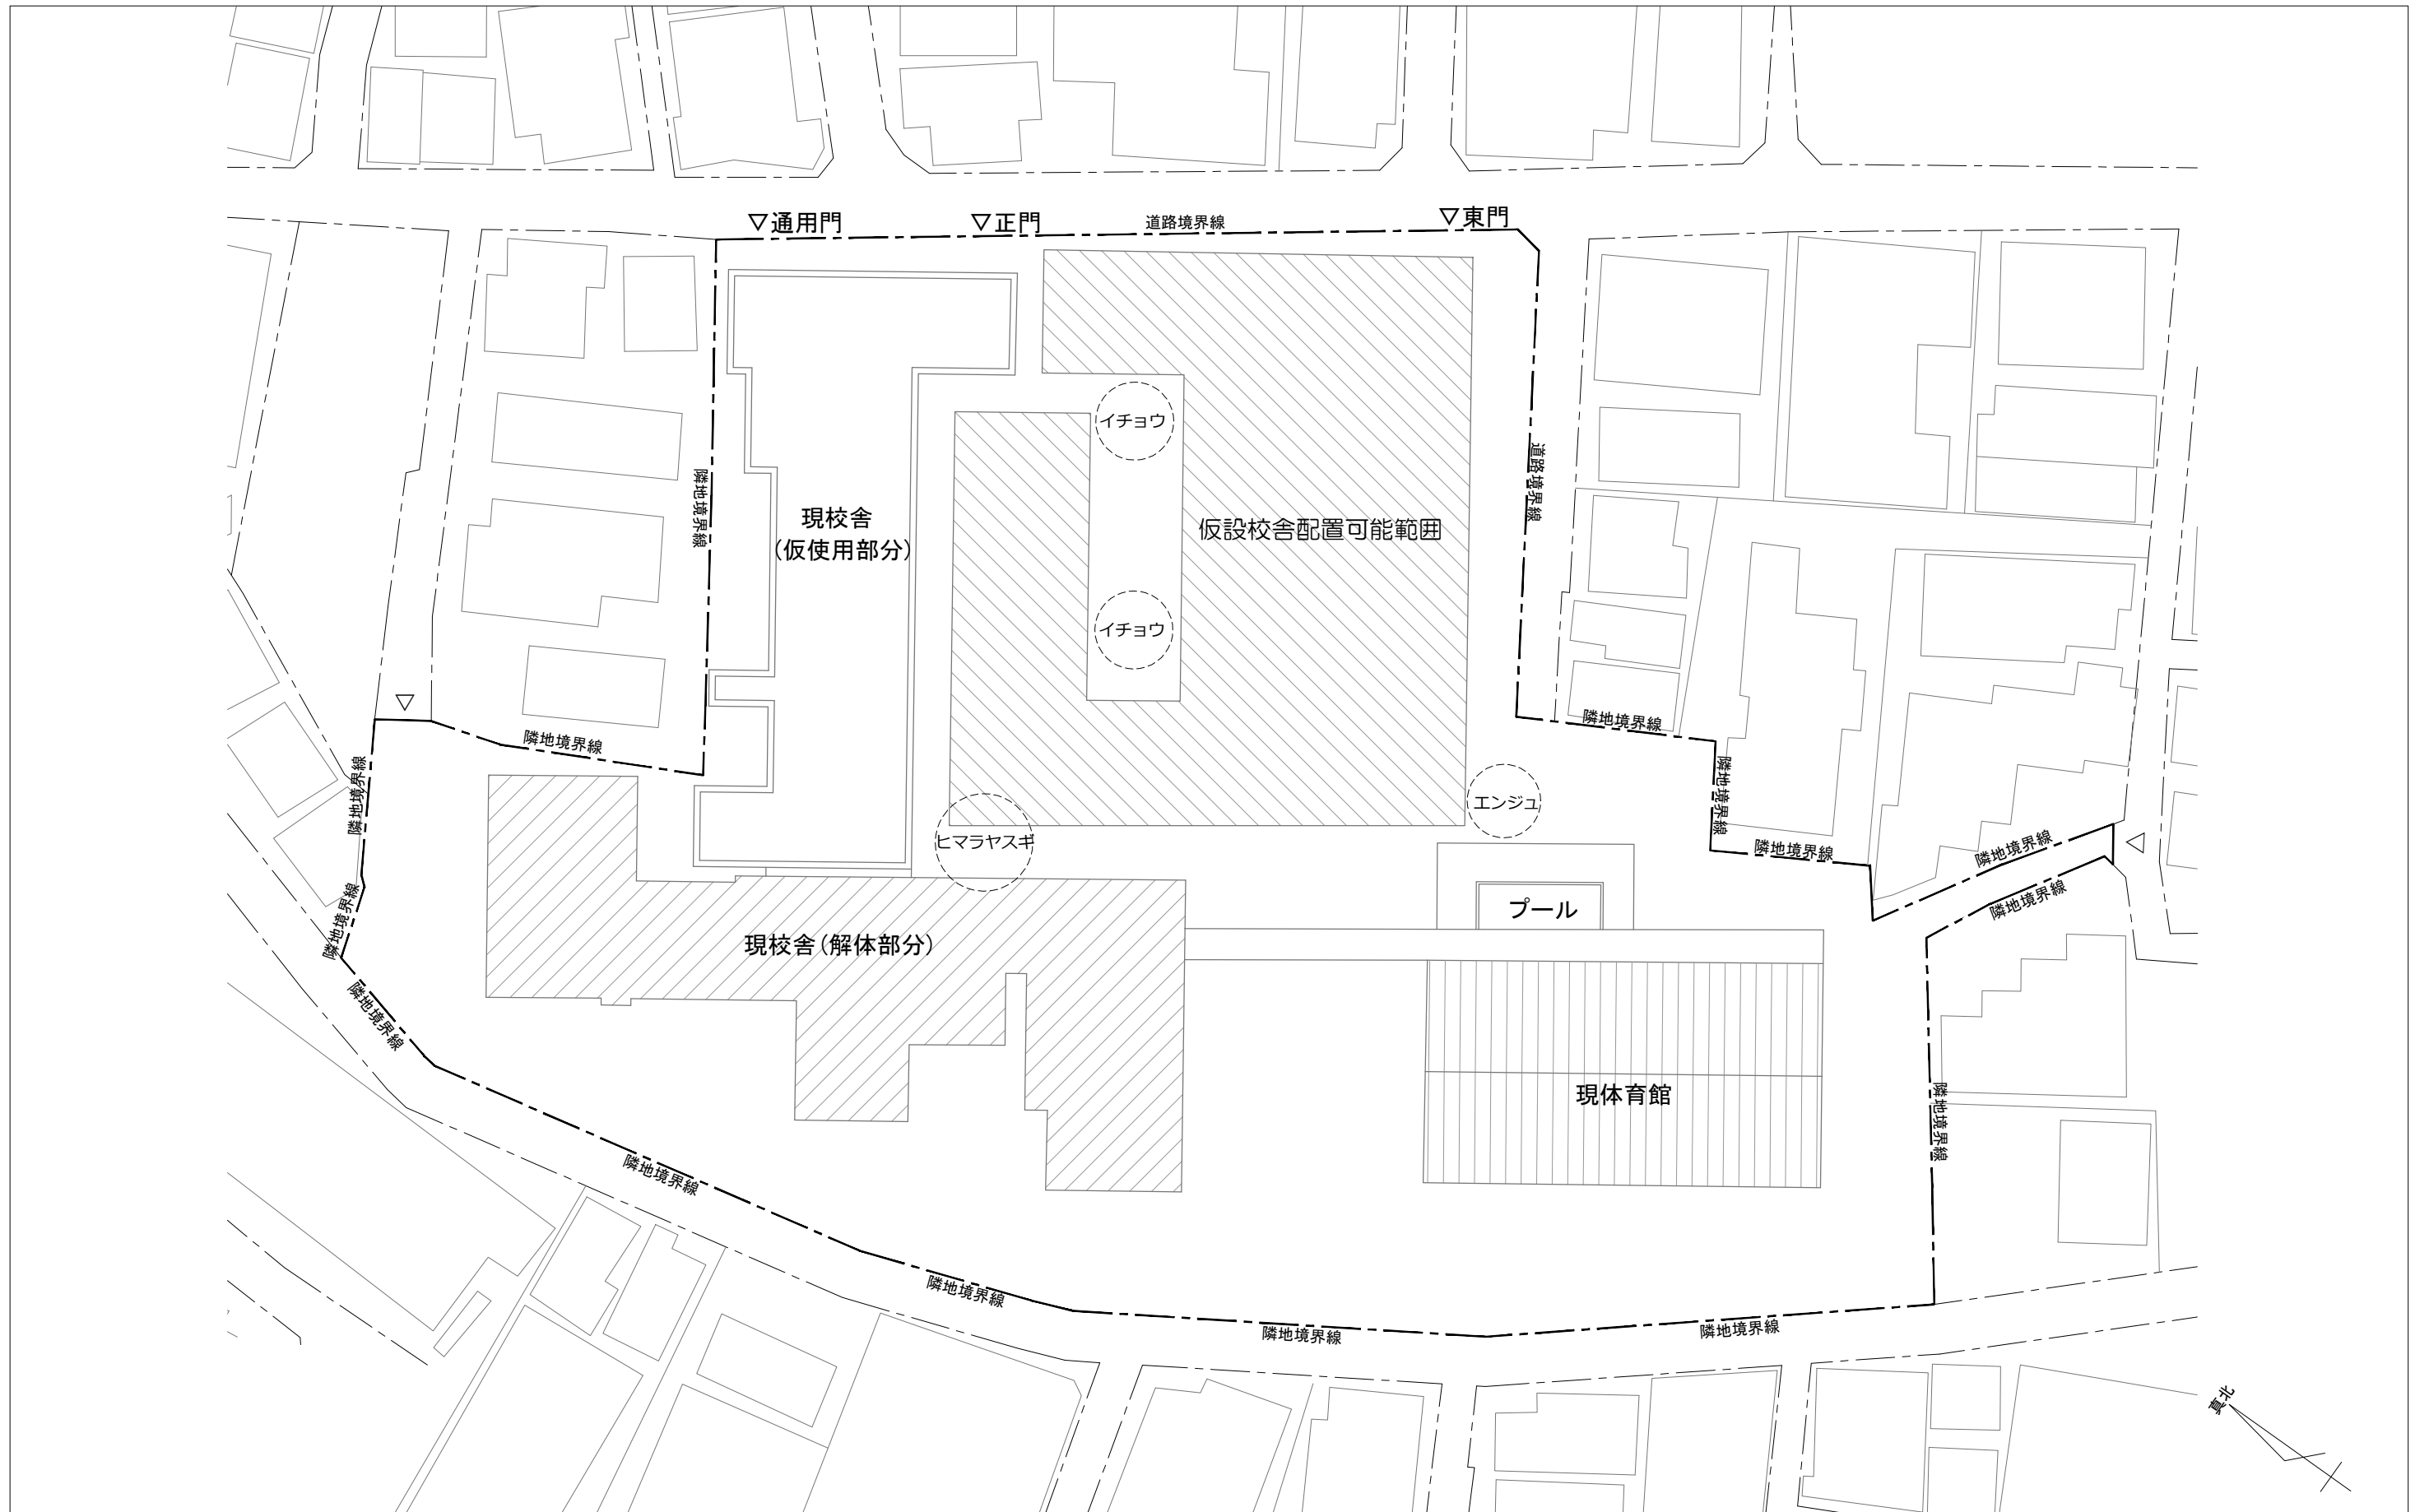 ▽通用門
▽正門
道路境界線
▽東門
イチョウ
道路境界線
隣地境界線
現校舎
(仮使用部分)
仮設校舎配置可能範囲
イチョウ
▽
隣地境界線
隣地境界線
隣地境界線
隣地境界線
エンジュ
ヒマラヤスギ
隣地境界線
隣地境界線
隣地境界線
◁
隣地境界線
プール
隣地境界線
現校舎(解体部分)
隣地境界線
現体育館
隣地境界線
隣地境界線
隣地境界線
隣地境界線
隣地境界線
真北